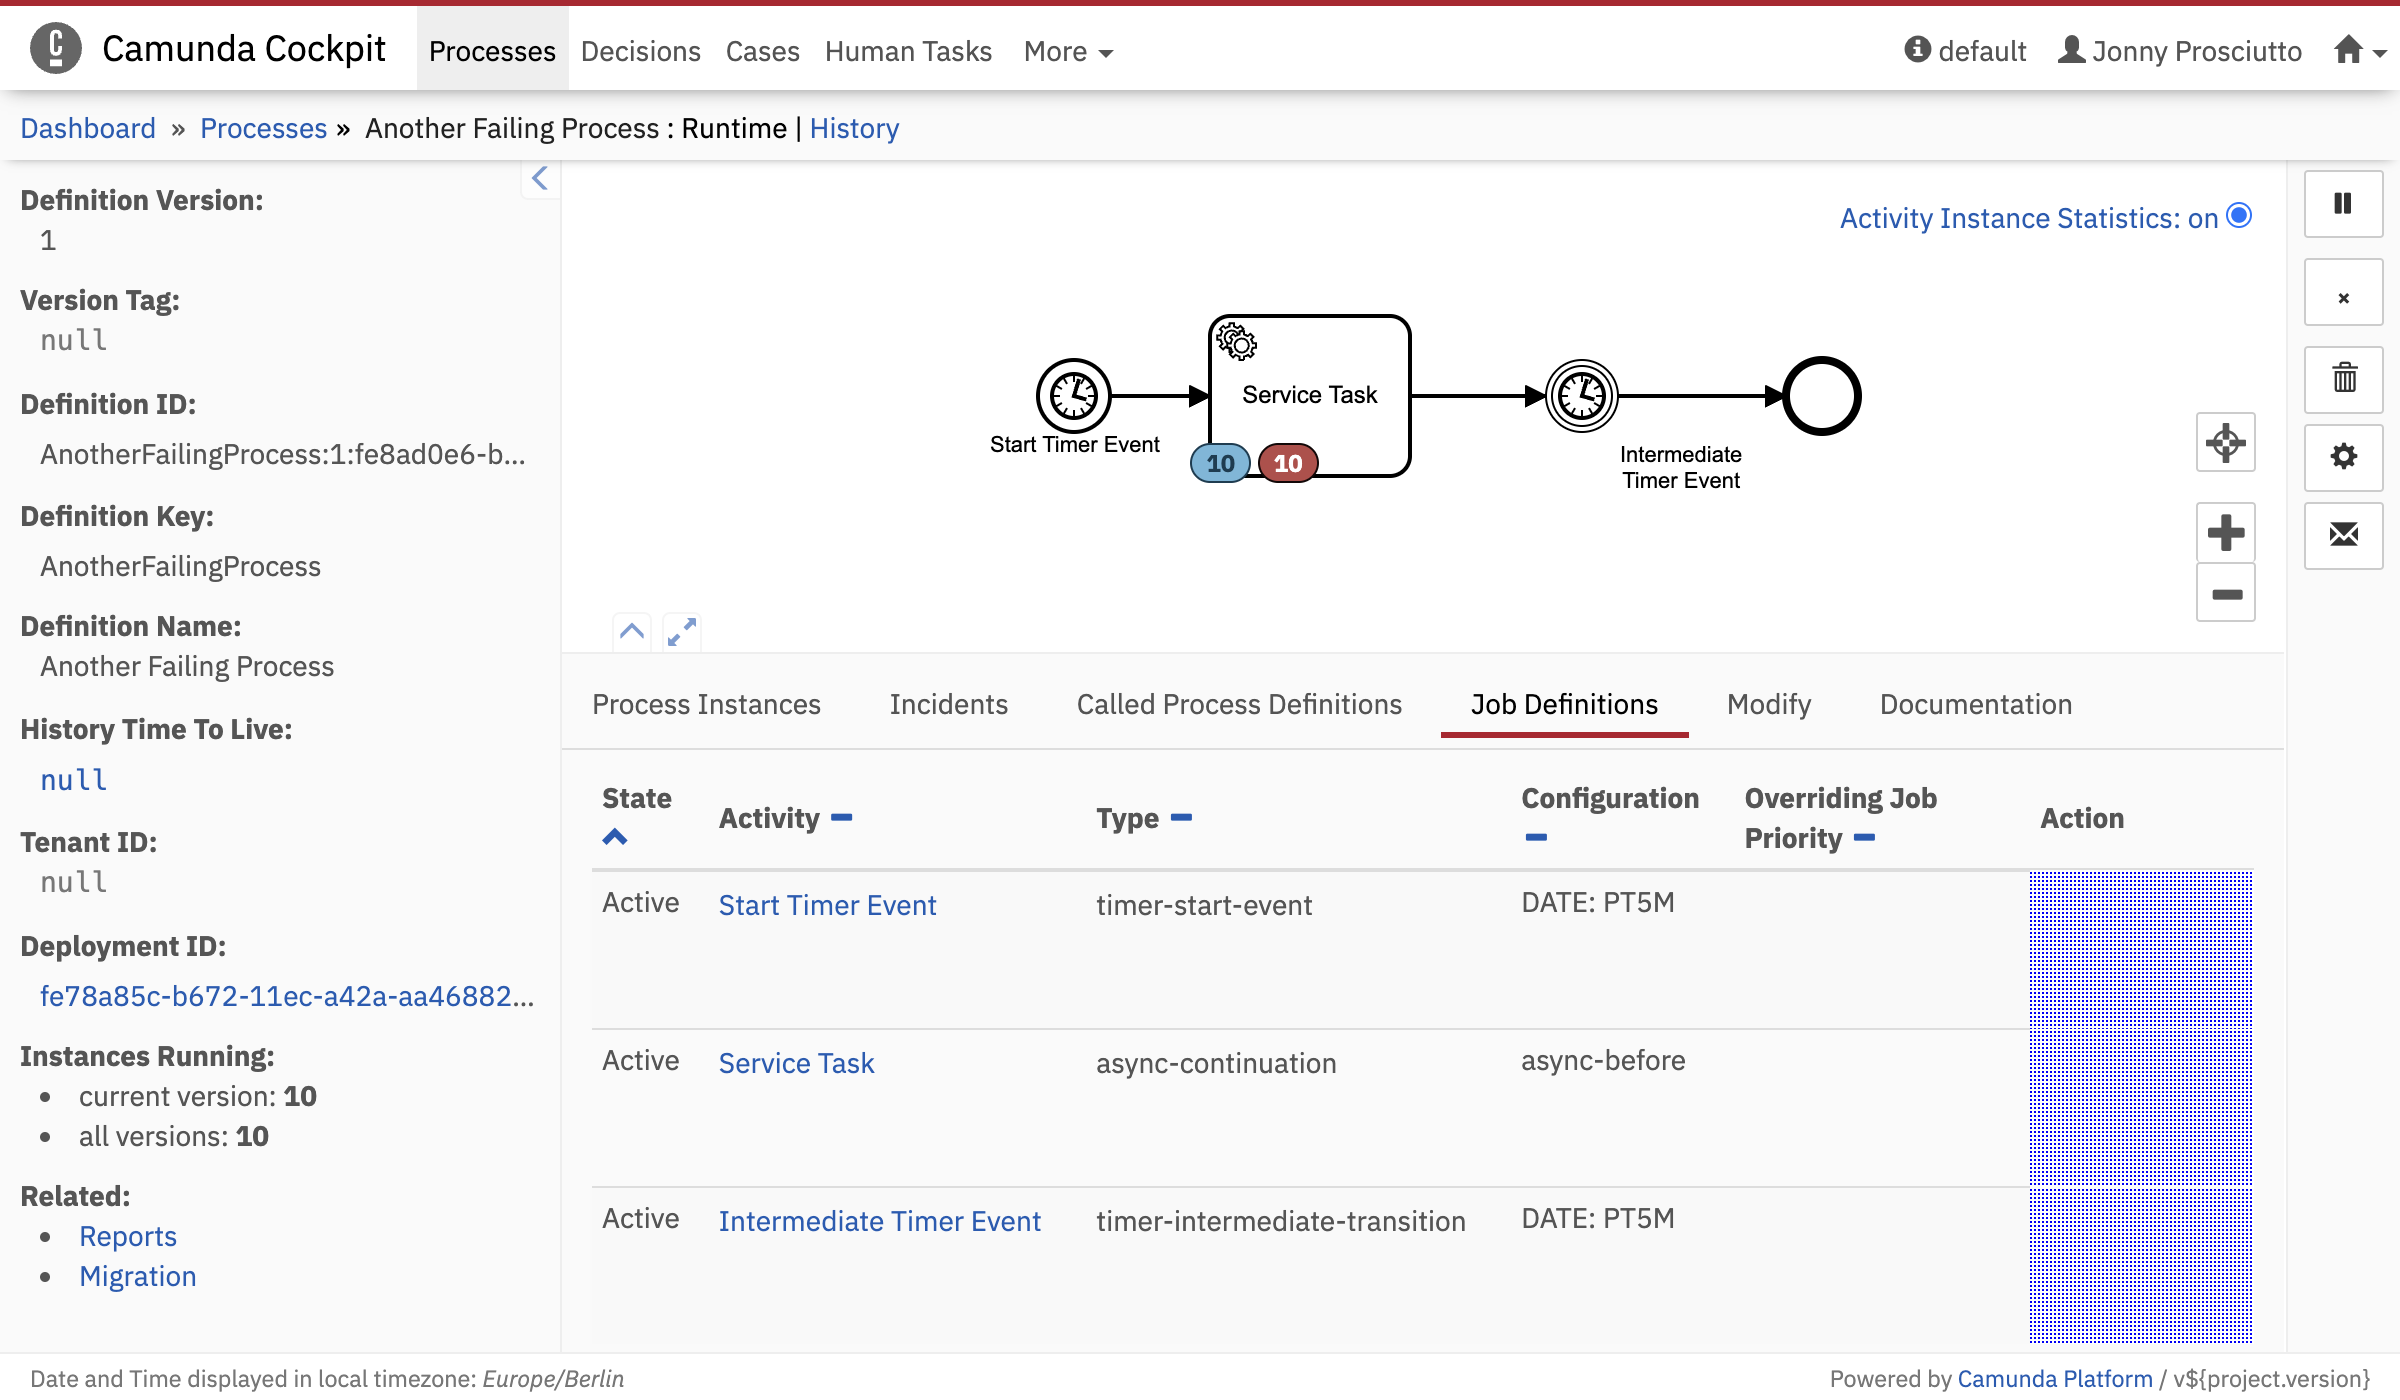 Camunda Cockpit Processes Decisions Cases Human Tasks More default Jonny Prosciutto
Dashboard » Processes » Another Failing Process : Runtime | History
Definition Version:
1
Version Tag:
null
Definition ID:
AnotherFailingProcess:1:fe8ad0e6-b...
Definition Key:
AnotherFailingProcess
Definition Name:
Another Failing Process
History Time To Live:
null
Tenant ID:
null
Deployment ID:
fe78a85c-b672-11ec-a42a-aa46882...
Instances Running:
• current version: 10
• all versions: 10
Related:
• Reports
• Migration
Activity Instance Statistics: on
Start Timer Event
Service Task
10 10
Intermediate
Timer Event
Process Instances Incidents Called Process Definitions Job Definitions Modify Documentation
State Activity Type Configuration Overriding Job Priority Action
Active Start Timer Event timer-start-event DATE: PT5M
Active Service Task async-continuation async-before
Active Intermediate Timer Event timer-intermediate-transition DATE: PT5M
Date and Time displayed in local timezone: Europe/Berlin
Powered by Camunda Platform / v${project.version}